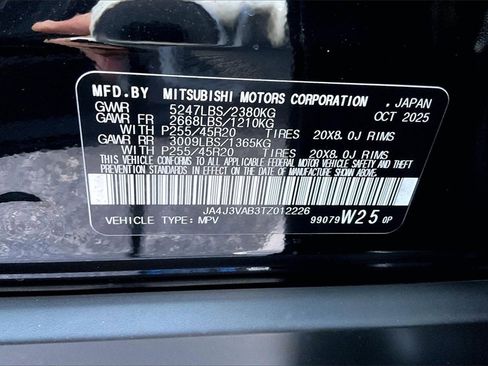 MFD.BY MITSUBISHI MOTORS CORPORATION , JAPAN
GVWR 5247LBS/2380KG OCT 2025
GAWR FR 2668LBS/1210KG
WITH P255/45R20 TIRES 20X8.0J RIMS
GAWR RR 3009LBS/1365KG
WITH P255/45R20 TIRES 20X8.0J RIMS
THIS VEHICLE CONFORMS TO ALL APPLICABLE FEDERAL MOTOR VEHICLE SAFETY AND THEFT
PREVENTION STANDARDS IN EFFECT ON THE DATE OF MANUFACTURE SHOWN ABOVE.
JA4J3VAB3TZ012226
VEHICLE TYPE: MPV 99079 W25 0P